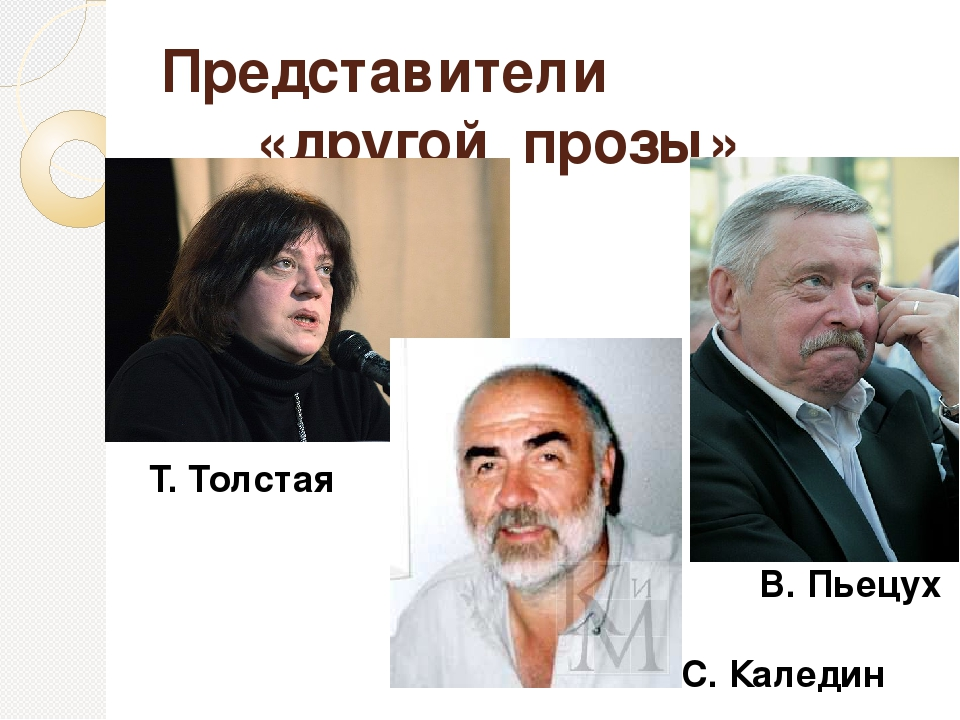 Представители
«другой прозы»
Т. Толстая
В. Пьецух
С. Каледин
К и
М